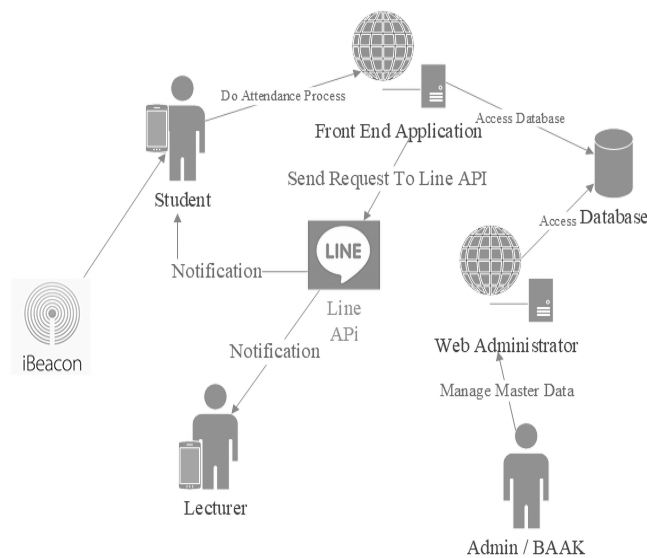 Do Attendance Process
Front End Application
Access Database
Student
Send Request To Line API
Access
Database
LINE
Notification
iBeacon
Line
APi
Web Administrator
Notification
Manage Master Data
Lecturer
Admin / BAAK